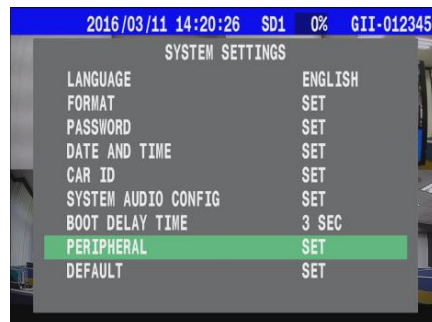 2016/03/11 14:20:26 SD1 0% GII-012345
SYSTEM SETTINGS
LANGUAGE ENGLISH
FORMAT SET
PASSWORD SET
DATE AND TIME SET
CAR ID SET
SYSTEM AUDIO CONFIG SET
BOOT DELAY TIME 3 SEC
PERIPHERAL SET
DEFAULT SET